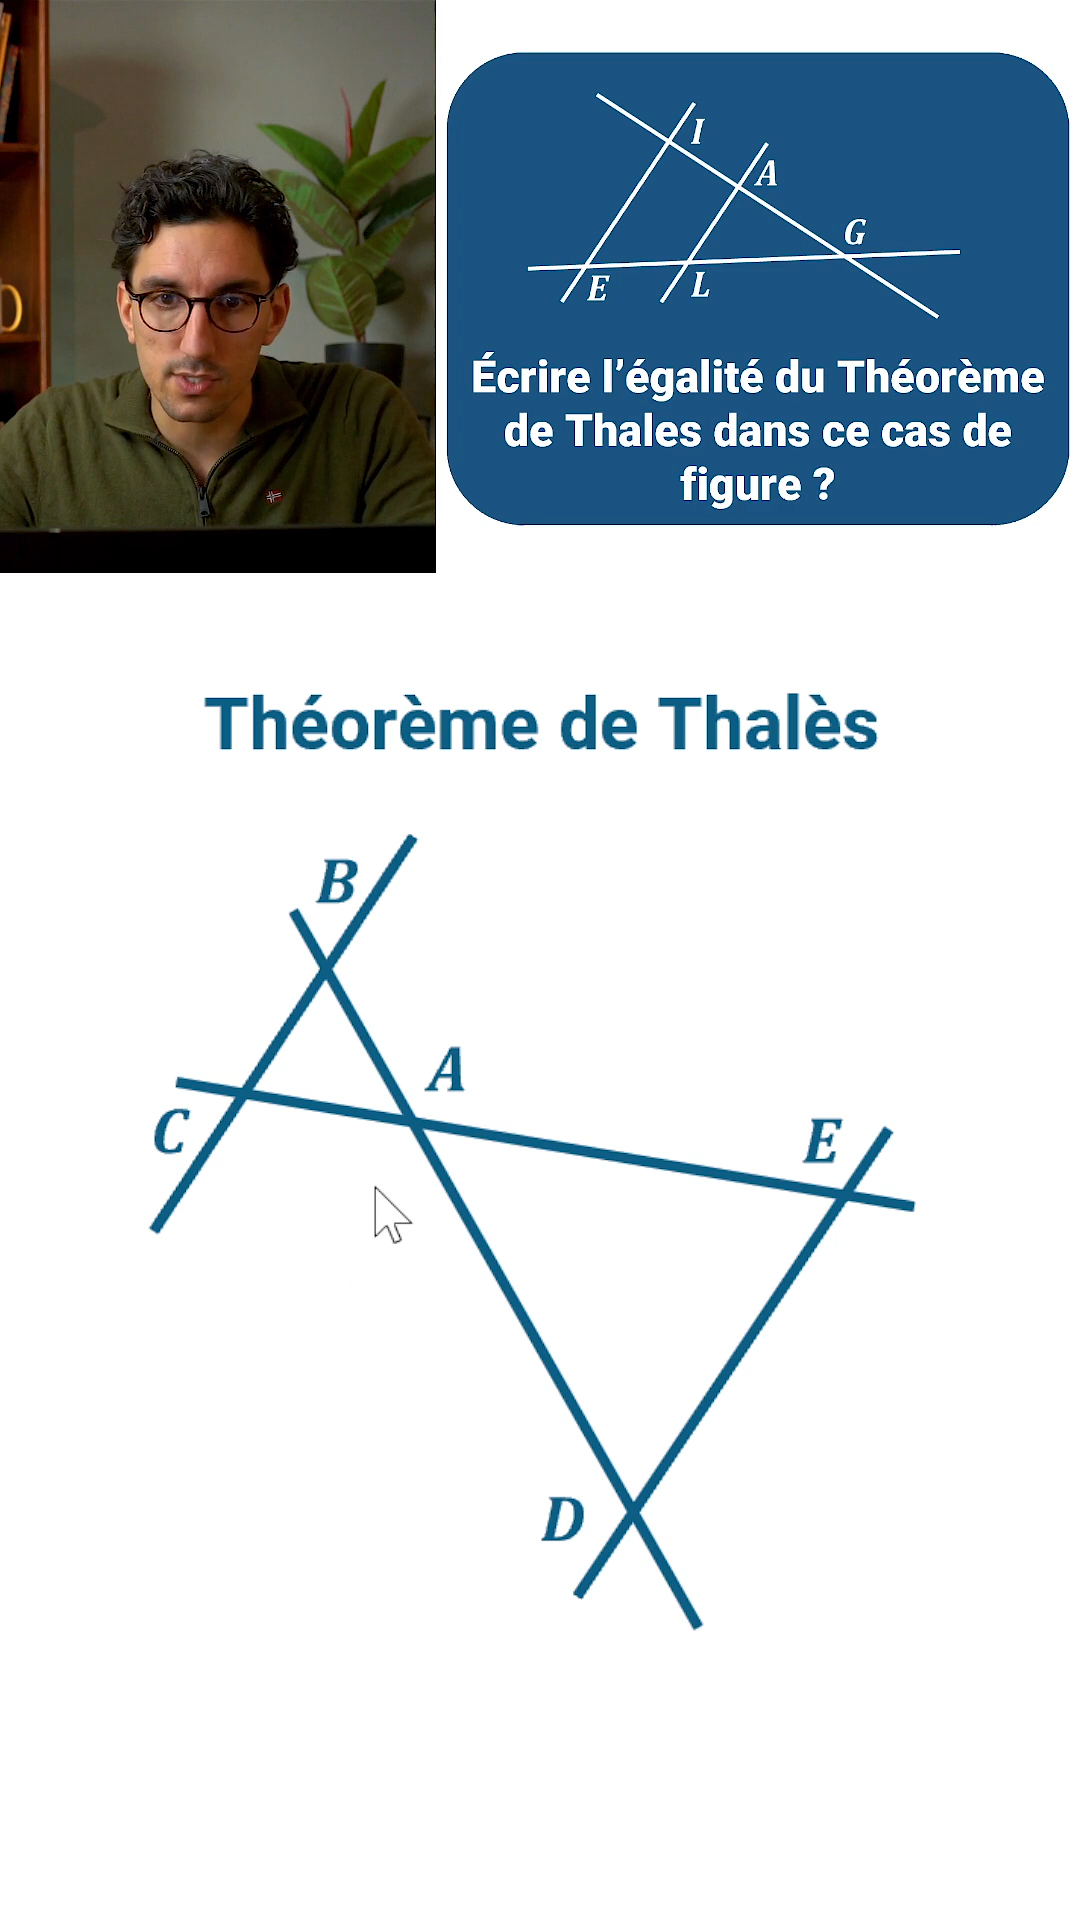 I
A
G
E
L
Écrire l’égalité du Théorème
de Thales dans ce cas de
figure ?
Théorème de Thalès
B
A
C
E
D